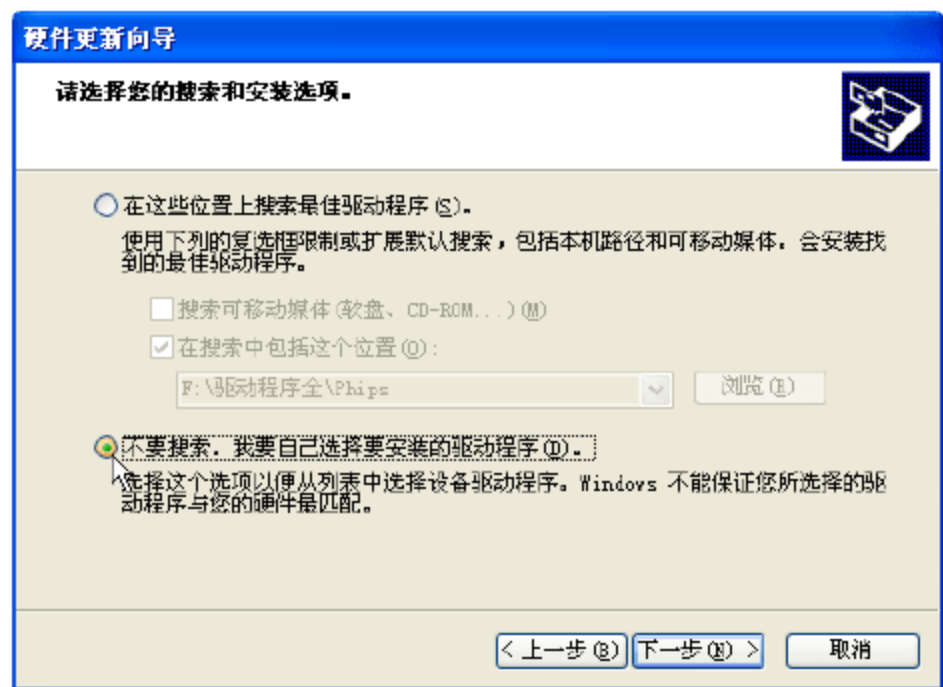 硬件更新向导
请选择您的搜索和安装选项。
在这些位置上搜索最佳驱动程序(S)。
使用下列的复选框限制或扩展默认搜索，包括本机路径和可移动媒体。会安装找
到的最佳驱动程序。
搜索可移动媒体(软盘、CD-ROM...)(M)
在搜索中包括这个位置(O):
F:\驱动程序全\Phips
浏览(R)
不要搜索。我要自己选择要安装的驱动程序(D)。
选择这个选项以便从列表中选择设备驱动程序。Windows 不能保证您所选择的驱
动程序与您的硬件最匹配。
< 上一步(B)
下一步(N) >
取消